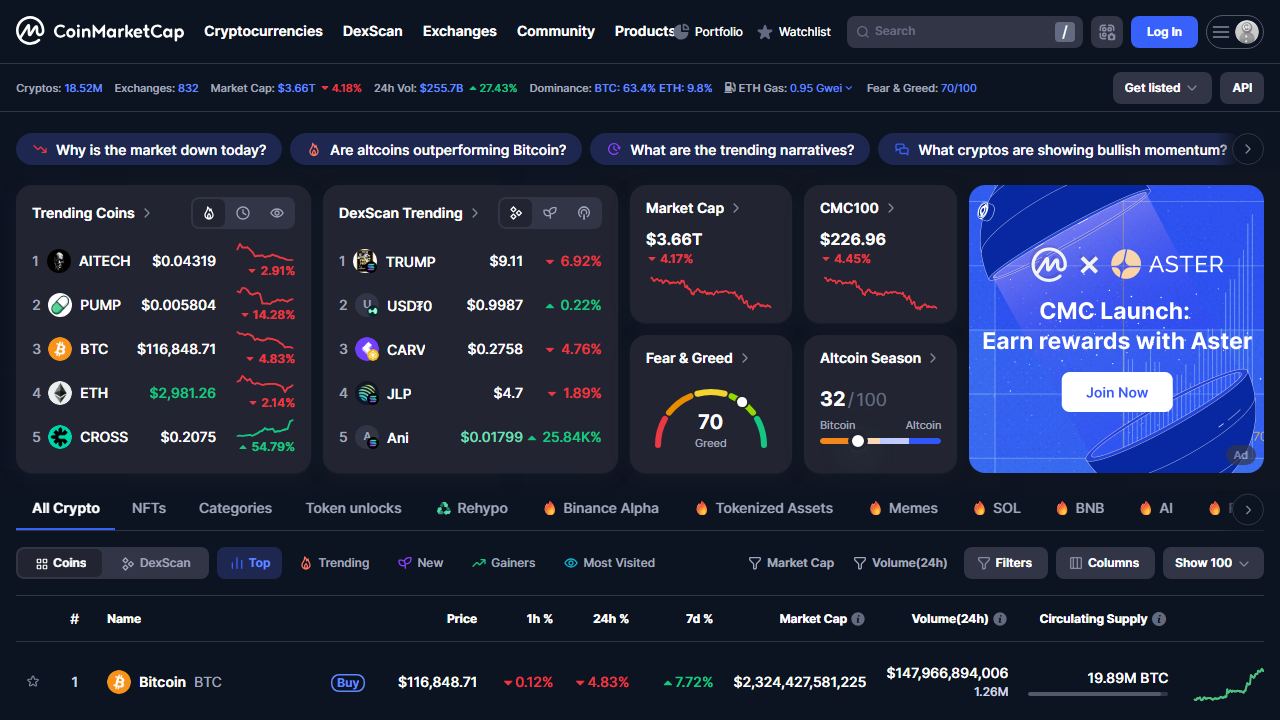 CoinMarketCap Cryptocurrencies DexScan Exchanges Community Products Portfolio Watchlist Search / Log In
Cryptos: 18.52M Exchanges: 832 Market Cap: $3.66T 4.18% 24h Vol: $255.7B 27.43% Dominance: BTC: 63.4% ETH: 9.8% ETH Gas: 0.95 Gwei Fear & Greed: 70/100 Get listed API
Why is the market down today? Are altcoins outperforming Bitcoin? What are the trending narratives? What cryptos are showing bullish momentum?
Trending Coins
1 AITECH $0.04319 2.91%
2 PUMP $0.005804 14.28%
3 BTC $116,848.71 4.83%
4 ETH $2,981.26 2.14%
5 CROSS $0.2075 54.79%
DexScan Trending
1 TRUMP $9.11 6.92%
2 U USD₮0 $0.9987 0.22%
3 CARV $0.2758 4.76%
4 JLP $4.7 1.89%
5 A Ani $0.01799 25.84K%
Market Cap
$3.66T
4.17%
CMC100
$226.96
4.45%
Fear & Greed
70
Greed
Altcoin Season
32/100
Bitcoin Altcoin
ASTER
CMC Launch:
Earn rewards with Aster
Join Now
Ad
All Crypto NFTs Categories Token unlocks Rehypo Binance Alpha Tokenized Assets Memes SOL BNB AI
Coins DexScan Top Trending New Gainers Most Visited Market Cap Volume(24h) Filters Columns Show 100
# Name Price 1h % 24h % 7d % Market Cap Volume(24h) Circulating Supply
1 Bitcoin BTC Buy $116,848.71 0.12% 4.83% 7.72% $2,324,427,581,225 $147,966,894,006 19.89M BTC
1.26M